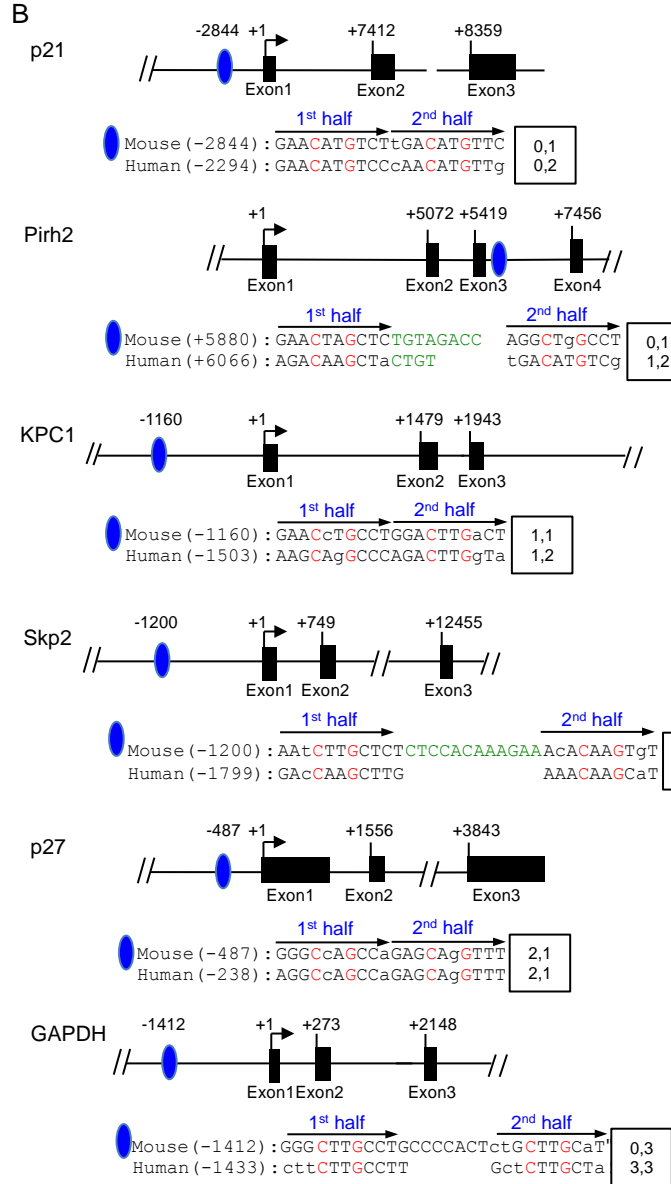 B
p21
-2844 +1 +7412 +8359
Exon1 Exon2 Exon3
1st half 2nd half
Mouse(-2844):GAACATGTCTtGACATGTTC 0,1
Human(-2294):GAACATGTCCcAACATGTTg 0,2
Pirh2
+1 +5072 +5419 +7456
Exon1 Exon2 Exon3 Exon4
1st half 2nd half
Mouse(+5880):GAACTAGCTCTGTAGACC AGGCTgGCCT 0,1
Human(+6066):AGACAAGCTaCTGT tGACATGTCg 1,2
KPC1
-1160 +1 +1479 +1943
Exon1 Exon2 Exon3
1st half 2nd half
Mouse(-1160):GAACcTGCCTGGACTTGaCT 1,1
Human(-1503):AAGCAgGCCCAGACTTGgTa 1,2
Skp2
-1200 +1 +749 +12455
Exon1 Exon2 Exon3
1st half 2nd half
Mouse(-1200):AAtCTTGCTCTCTCCACAAAGAAAcACAAGTgT
Human(-1799):GAcCAAGCTTG AAACAAGCaT
p27
-487 +1 +1556 +3843
Exon1 Exon2 Exon3
1st half 2nd half
Mouse(-487):GGGCcAGCCaGAGCAgGTTT 2,1
Human(-238):AGGCcAGCCaGAGCAgGTTT 2,1
GAPDH
-1412 +1 +273 +2148
Exon1 Exon2 Exon3
1st half 2nd half
Mouse(-1412):GGGCTTGCCTGCCCCACTctGCTTGCaT" 0,3
Human(-1433):cttCTTGCCTT GctCTTGCTa 3,3